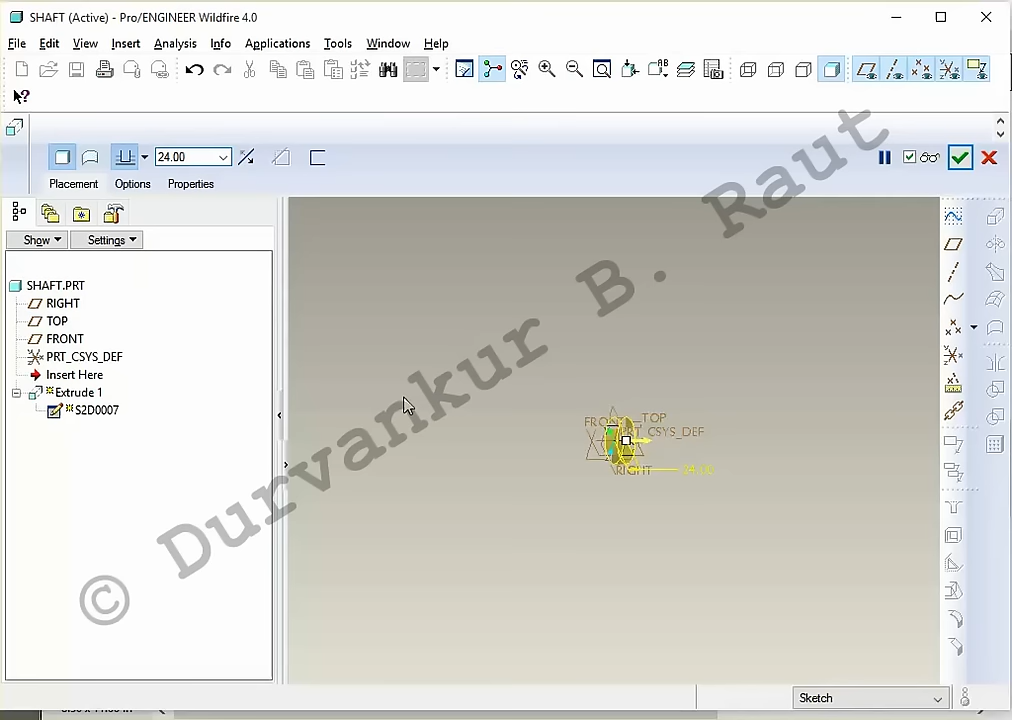 SHAFT (Active) - Pro/ENGINEER Wildfire 4.0
File Edit View Insert Analysis Info Applications Tools Window Help
24.00
Placement Options Properties
Show Settings
SHAFT.PRT
RIGHT
TOP
FRONT
PRT_CSYS_DEF
Insert Here
Extrude 1
S2D0007
FRONT TOP
PRT_CSYS_DEF
RIGHT 24.00
Sketch
© Durvankur B. Raut